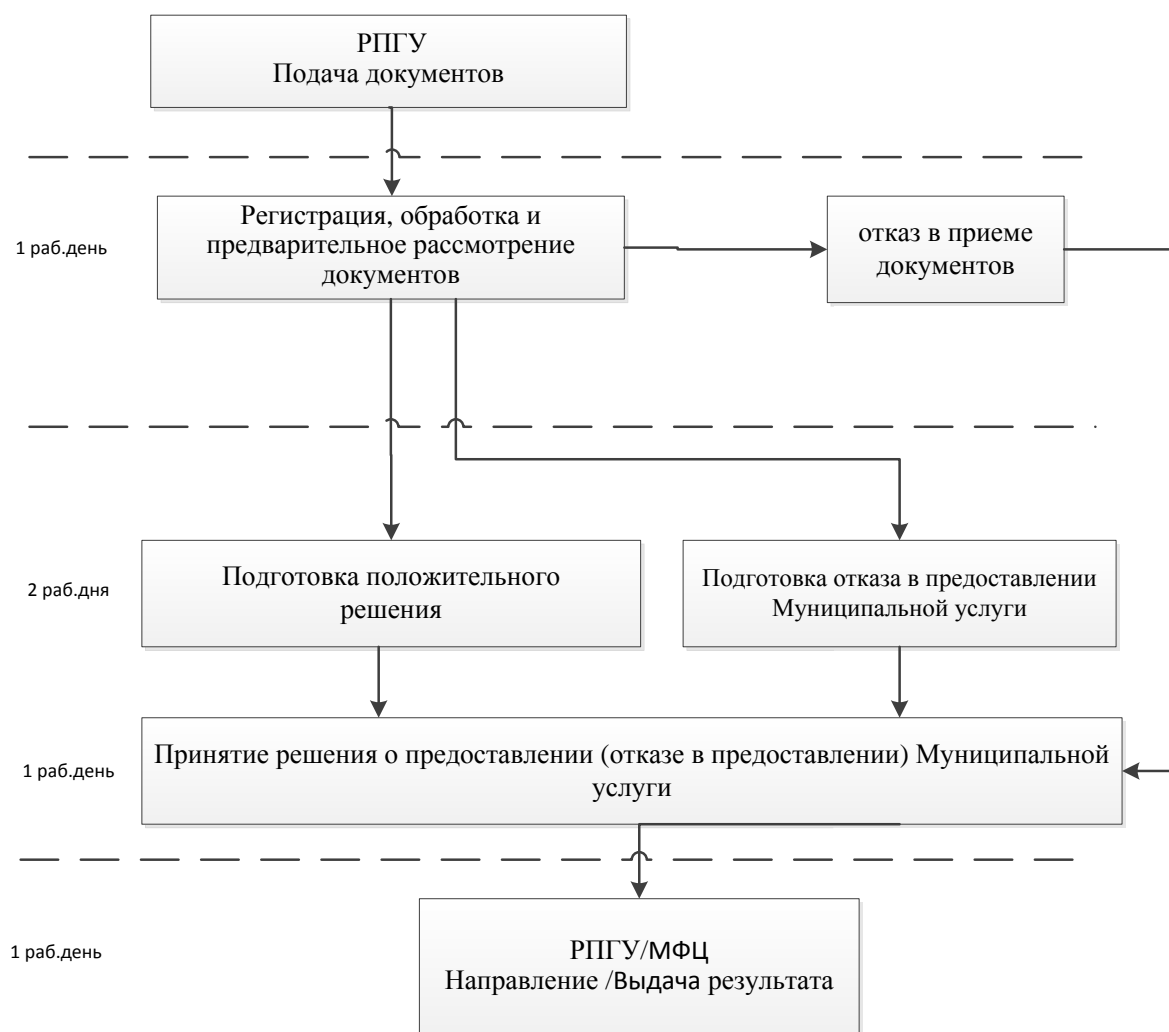 РПГУ
Подача документов
1 раб.день
Регистрация, обработка и
предварительное рассмотрение
документов
отказ в приеме
документов
2 раб.дня
Подготовка положительного
решения
Подготовка отказа в предоставлении
Муниципальной услуги
1 раб.день
Принятие решения о предоставлении (отказе в предоставлении) Муниципальной
услуги
1 раб.день
РПГУ/МФЦ
Направление /Выдача результата